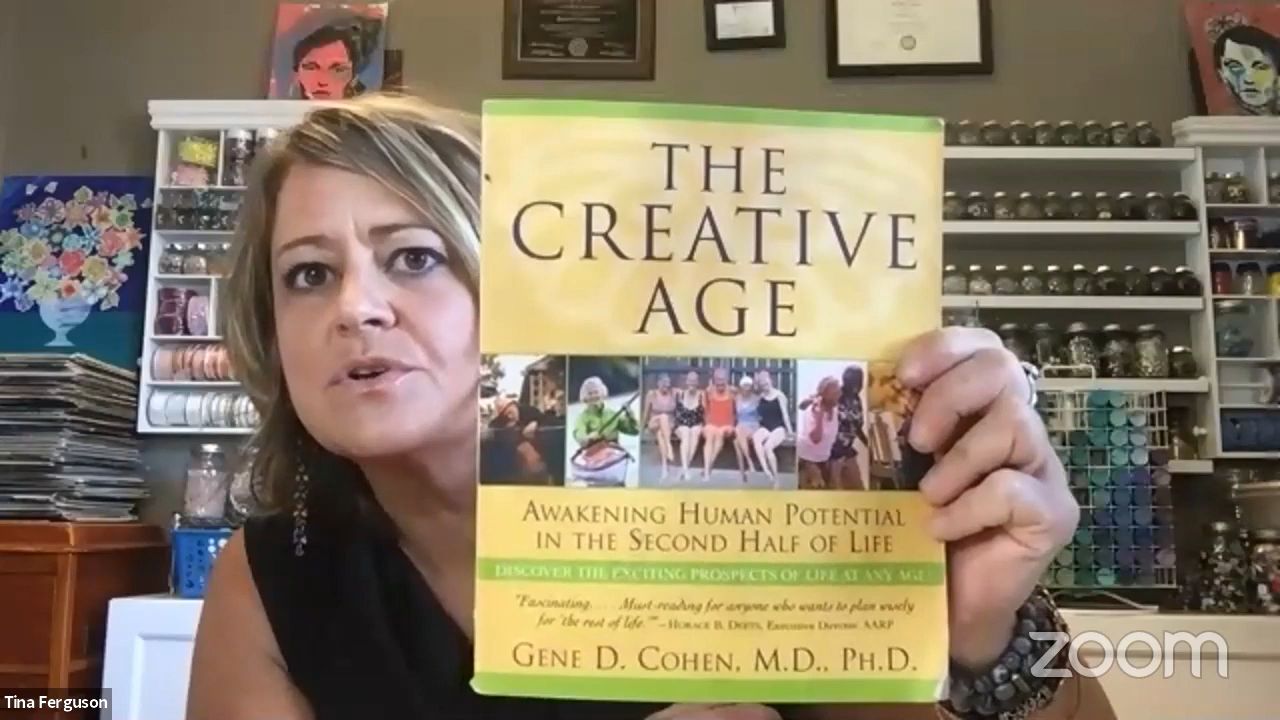 THE
CREATIVE
AGE
AWAKENING HUMAN POTENTIAL
IN THE SECOND HALF OF LIFE
DISCOVER THE EXCITING PROSPECTS OF LIFE AT ANY AGE
"Fascinating. . . . Must-reading for anyone who wants to plan wisely
for 'the rest of life.'" – HORACE B. DEETS, EXECUTIVE DIRECTOR AARP
GENE D. COHEN, M.D., PH.D.
zoom
Tina Ferguson